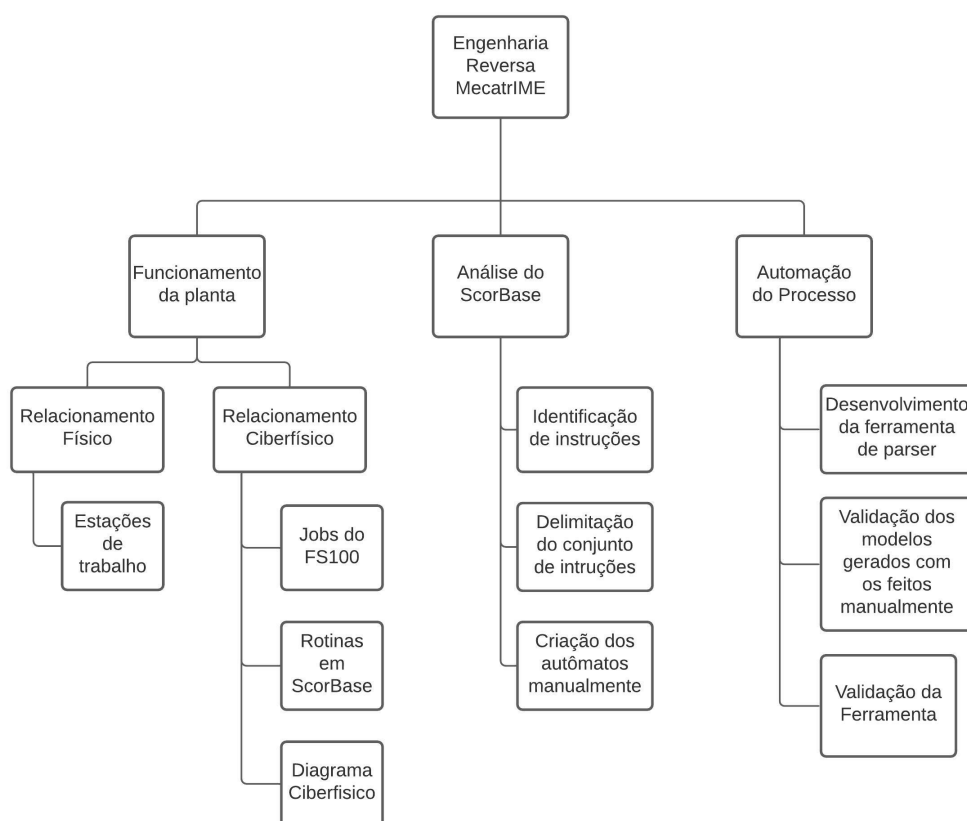 Engenharia
Reversa
MecatrIME
Funcionamento
da planta
Análise do
ScorBase
Automação
do Processo
Relacionamento
Físico
Relacionamento
Ciberfísico
Estações
de
trabalho
Jobs do
FS100
Rotinas
em
ScorBase
Diagrama
Ciberfisico
Identificação
de instruções
Delimitação
do conjunto
de intruções
Criação dos
autômatos
manualmente
Desenvolvimento
da ferramenta
de parser
Validação dos
modelos
gerados com
os feitos
manualmente
Validação da
Ferramenta